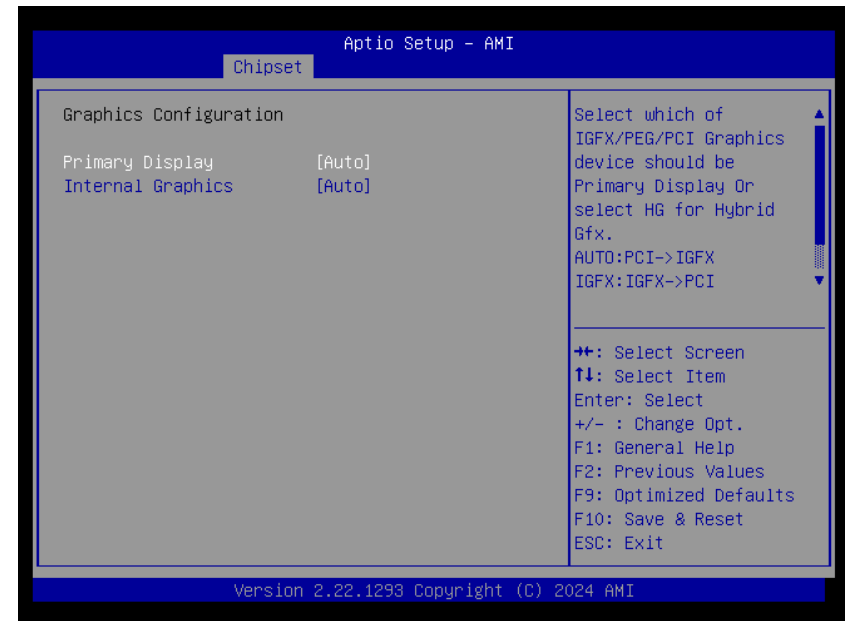 Aptio Setup – AMI
Chipset
Graphics Configuration
Primary Display [Auto]
Internal Graphics [Auto]
Select which of
IGFX/PEG/PCI Graphics
device should be
Primary Display Or
select HG for Hybrid
Gfx.
AUTO:PCI->IGFX
IGFX:IGFX->PCI
→←: Select Screen
↑↓: Select Item
Enter: Select
+/- : Change Opt.
F1: General Help
F2: Previous Values
F9: Optimized Defaults
F10: Save & Reset
ESC: Exit
Version 2.22.1293 Copyright (C) 2024 AMI